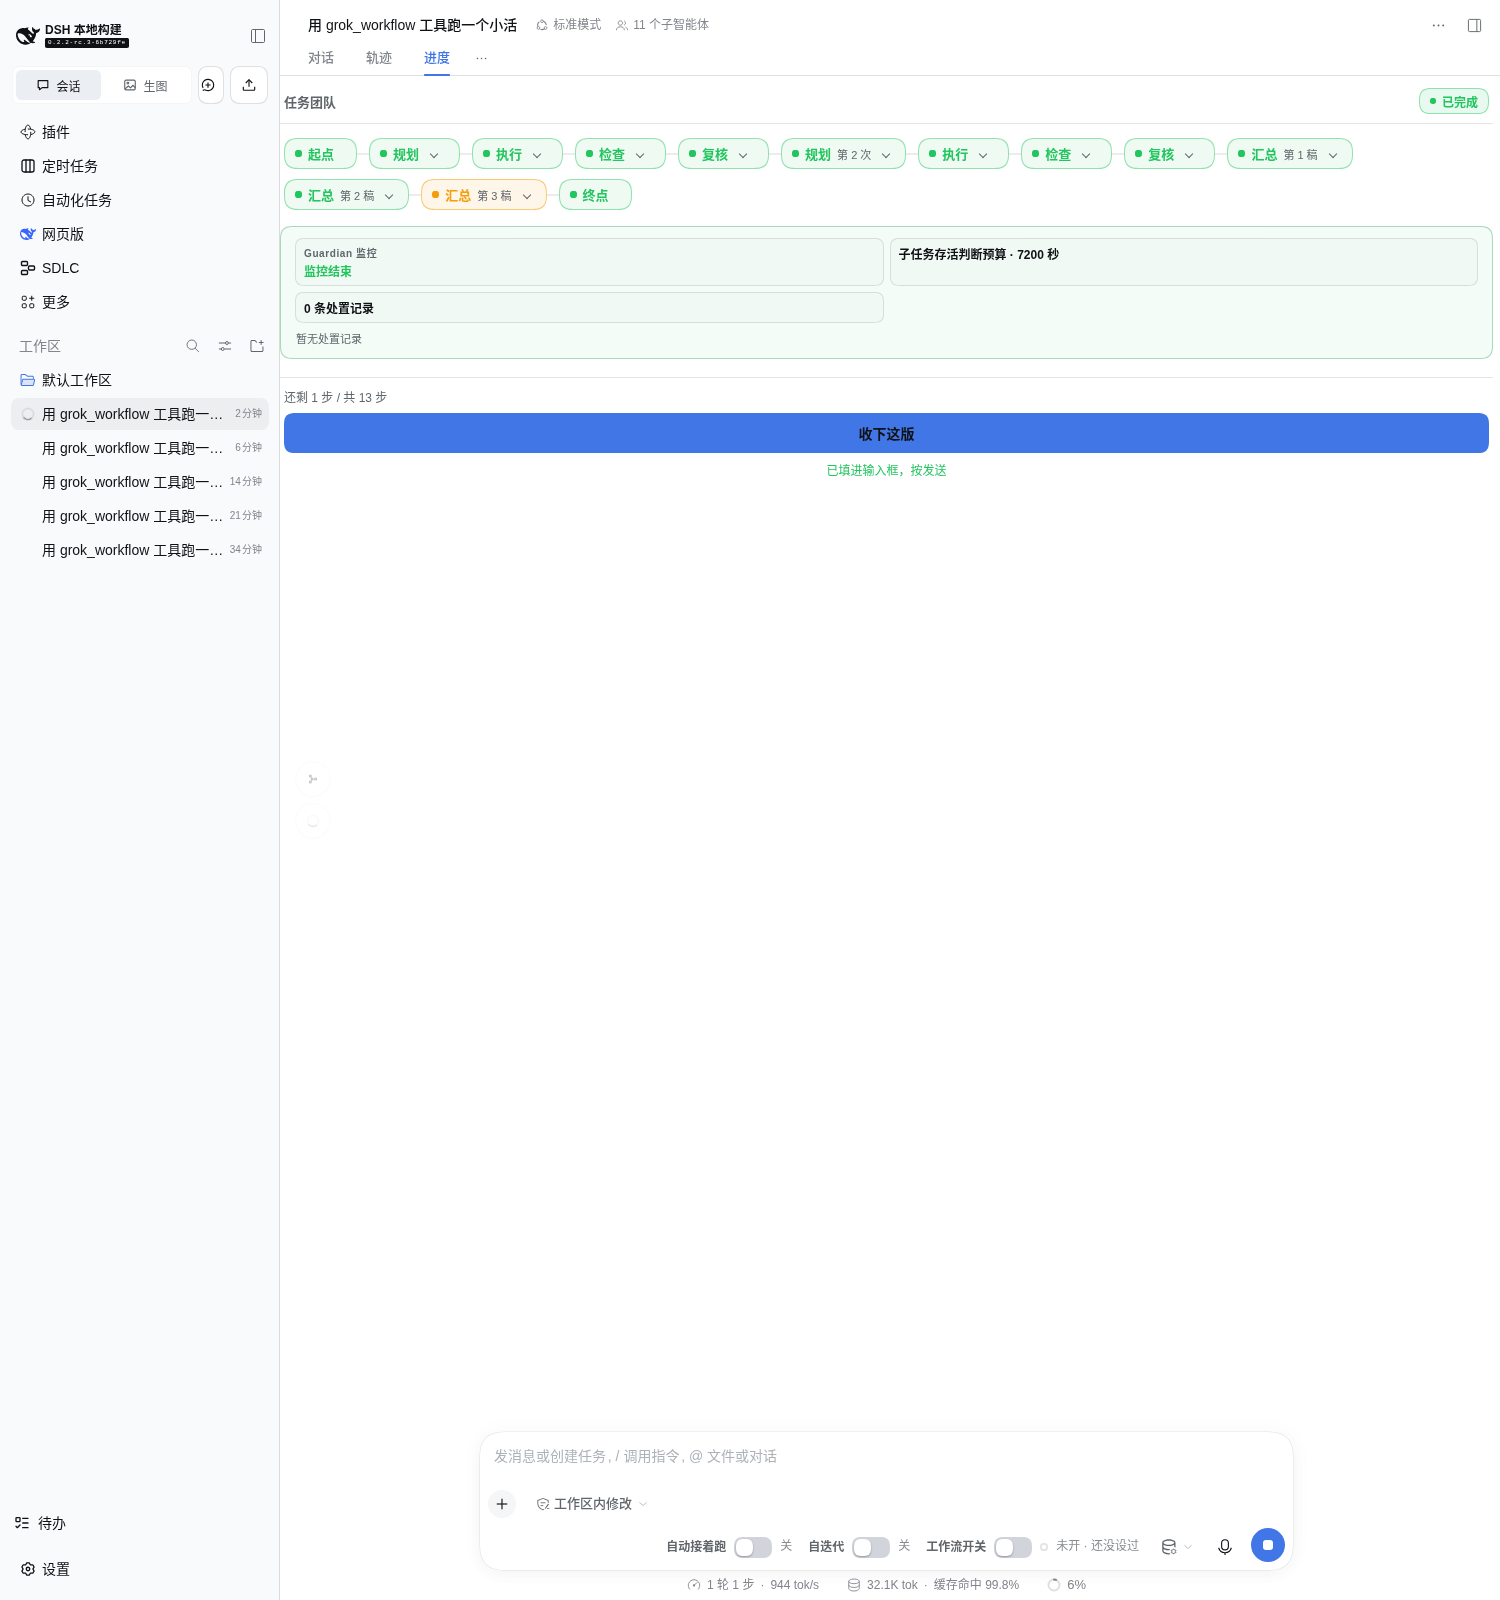 DSH 本地构建
0.2.2-rc.3-6b729fe
会话
生图
插件
定时任务
自动化任务
网页版
SDLC
更多
工作区
默认工作区
用 grok_workflow 工具跑一… 2分钟
用 grok_workflow 工具跑一… 6分钟
用 grok_workflow 工具跑一… 14分钟
用 grok_workflow 工具跑一… 21分钟
用 grok_workflow 工具跑一… 34分钟
待办
设置
用 grok_workflow 工具跑一个小活 标准模式 11 个子智能体
对话 轨迹 进度 ···
任务团队 已完成
起点 规划 执行 检查 复核 规划 第 2 次 执行 检查 复核 汇总 第 1 稿
汇总 第 2 稿 汇总 第 3 稿 终点
Guardian 监控
监控结束
子任务存活判断预算 · 7200 秒
0 条处置记录
暂无处置记录
还剩 1 步 / 共 13 步
收下这版
已填进输入框，按发送
发消息或创建任务, / 调用指令, @ 文件或对话
工作区内修改
自动接着跑 关 自迭代 关 工作流开关 未开 · 还没设过
1 轮 1 步 · 944 tok/s 32.1K tok · 缓存命中 99.8% 6%